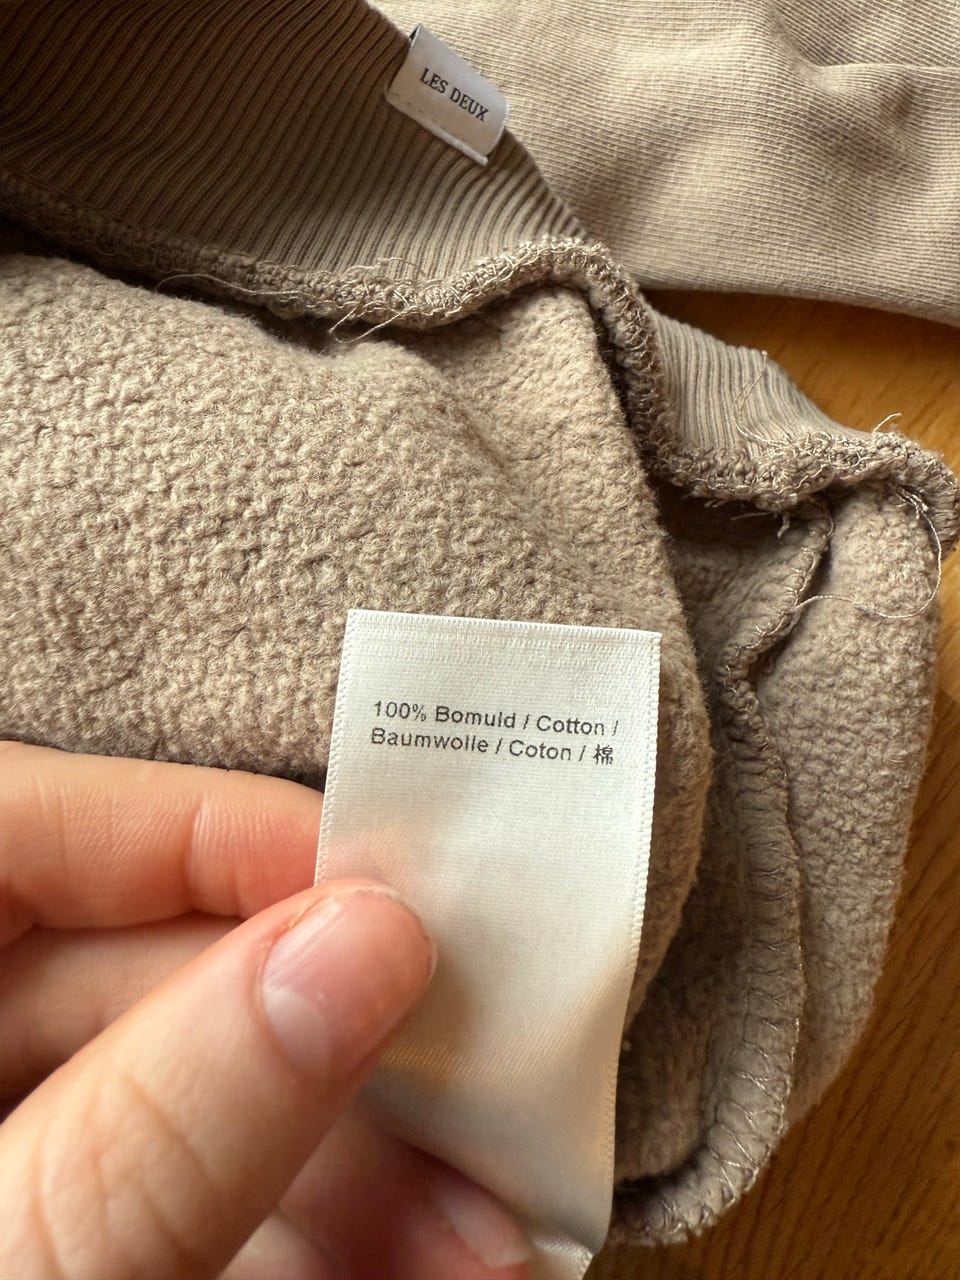 LES DEUX
100% Bomuld / Cotton /
Baumwolle / Coton / 棉